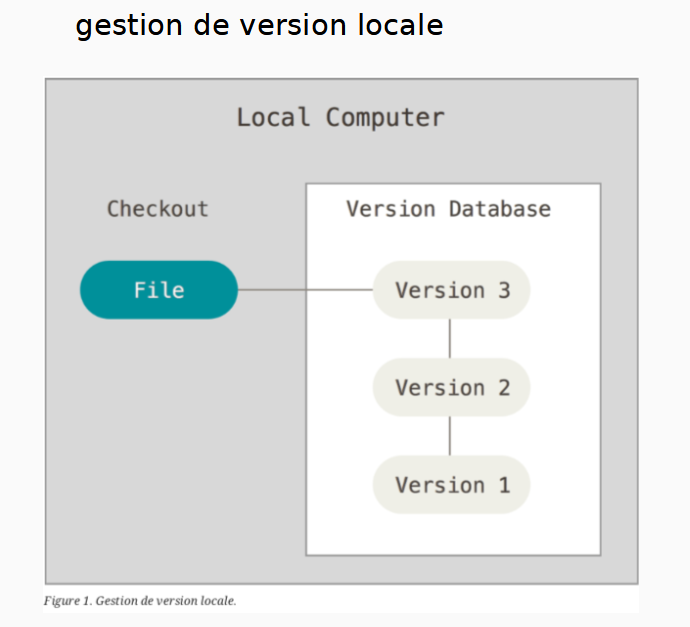 gestion de version locale
Local Computer
Checkout
Version Database
File
Version 3
Version 2
Version 1
Figure 1. Gestion de version locale.